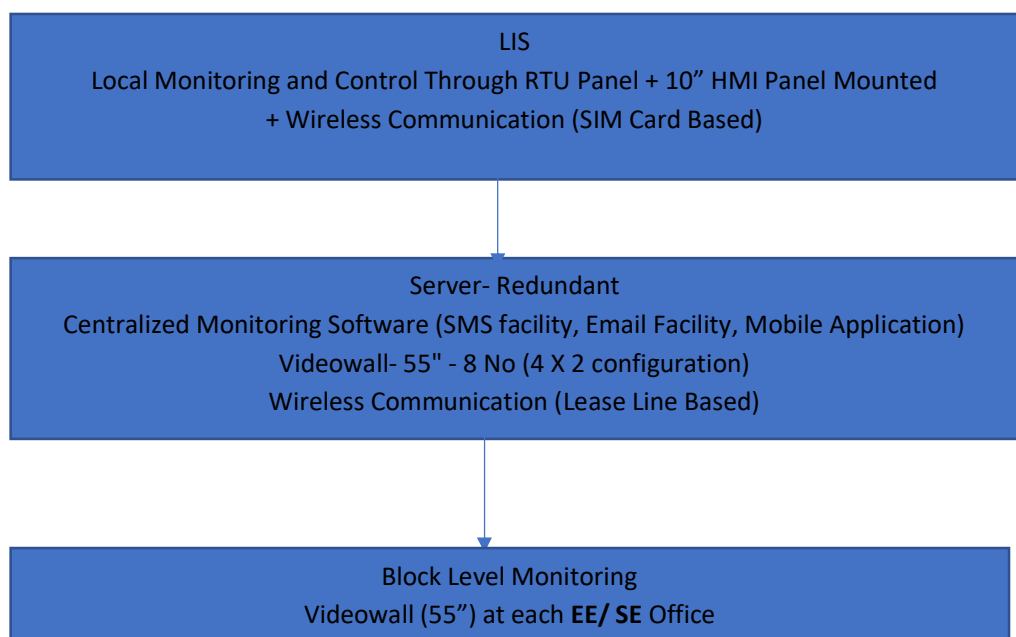 LIS
Local Monitoring and Control Through RTU Panel + 10” HMI Panel Mounted
+ Wireless Communication (SIM Card Based)
Server- Redundant
Centralized Monitoring Software (SMS facility, Email Facility, Mobile Application)
Videowall- 55" - 8 No (4 X 2 configuration)
Wireless Communication (Lease Line Based)
Block Level Monitoring
Videowall (55”) at each EE/ SE Office